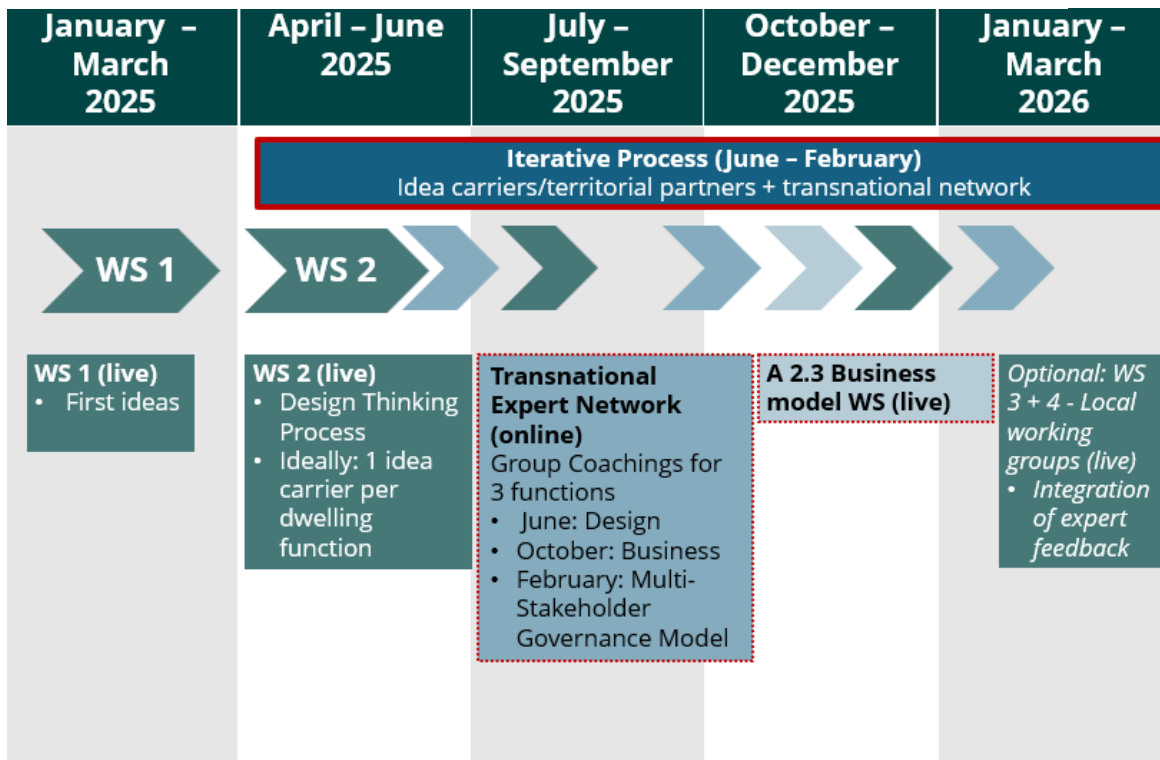 January –
March
2025
April – June
2025
July –
September
2025
October –
December
2025
January –
March
2026
Iterative Process (June – February)
Idea carriers/territorial partners + transnational network
WS 1
WS 2
WS 1 (live)
• First ideas
WS 2 (live)
• Design Thinking
Process
• Ideally: 1 idea
carrier per
dwelling
function
Transnational
Expert Network
(online)
Group Coachings for
3 functions
• June: Design
• October: Business
• February: Multi-
Stakeholder
Governance Model
A 2.3 Business
model WS (live)
Optional: WS
3 + 4 - Local
working
groups (live)
• Integration
of expert
feedback